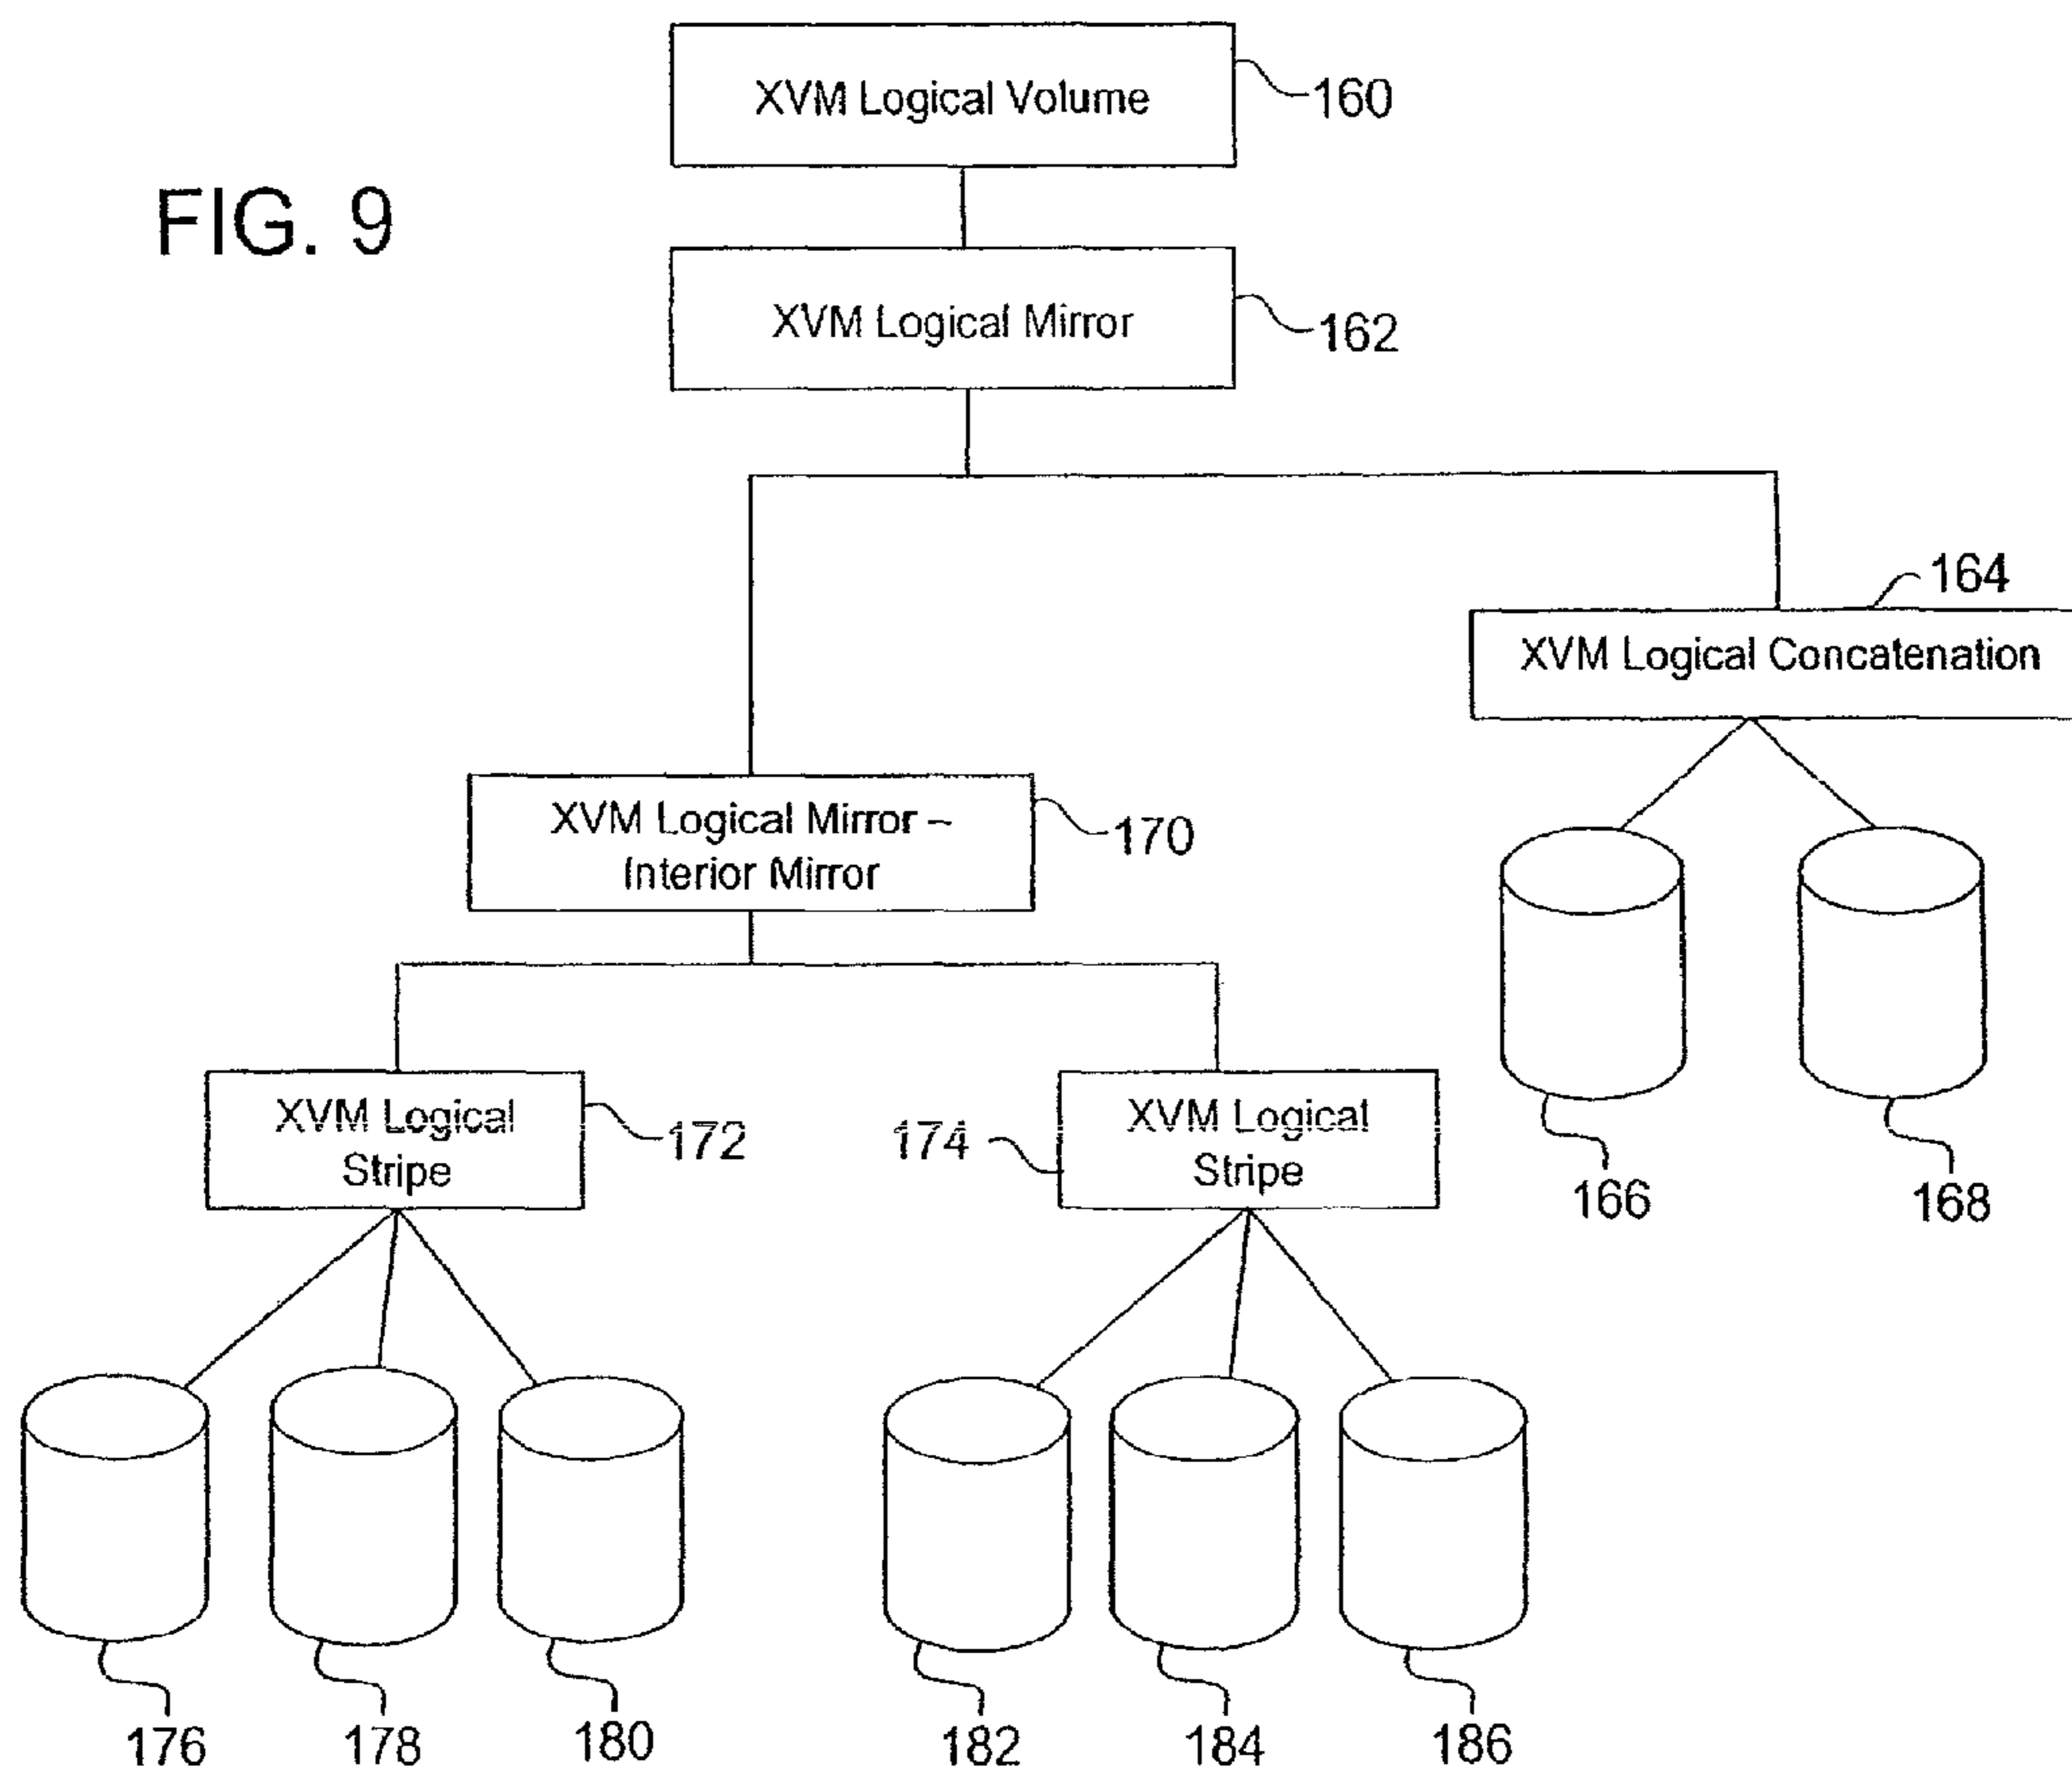 XVM Logical Volume
160
FIG. 9
XVM Logical Mirror
162
164
XVM Logical Concatenation
XVM Logical Mirror –
Interior Mirror
170
XVM Logical
Stripe
172
174
XVM Logical
Stripe
166
168
176
178
180
182
184
186